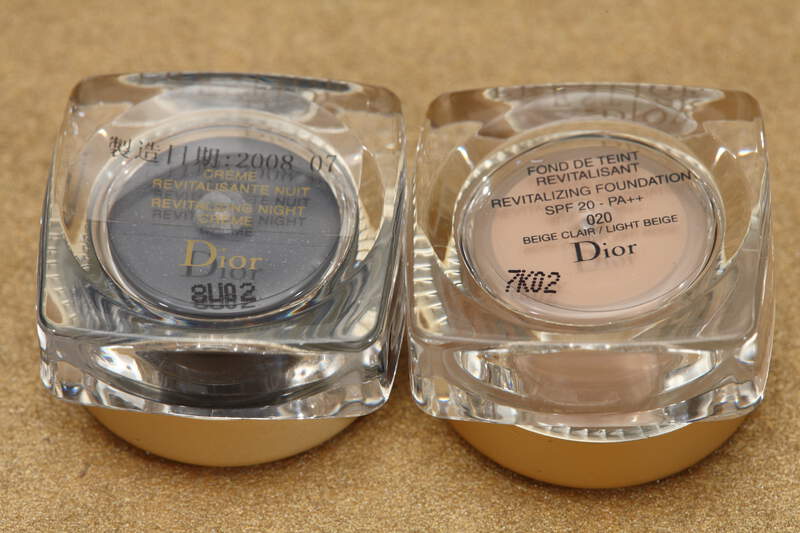 製造日期:2008 07
CREME
REVITALISANTE NUIT
REVITALIZING NIGHT
CREME
Dior
8U02
FOND DE TEINT
REVITALISANT
REVITALIZING FOUNDATION
SPF 20 - PA++
020
BEIGE CLAIR / LIGHT BEIGE
Dior
7K02